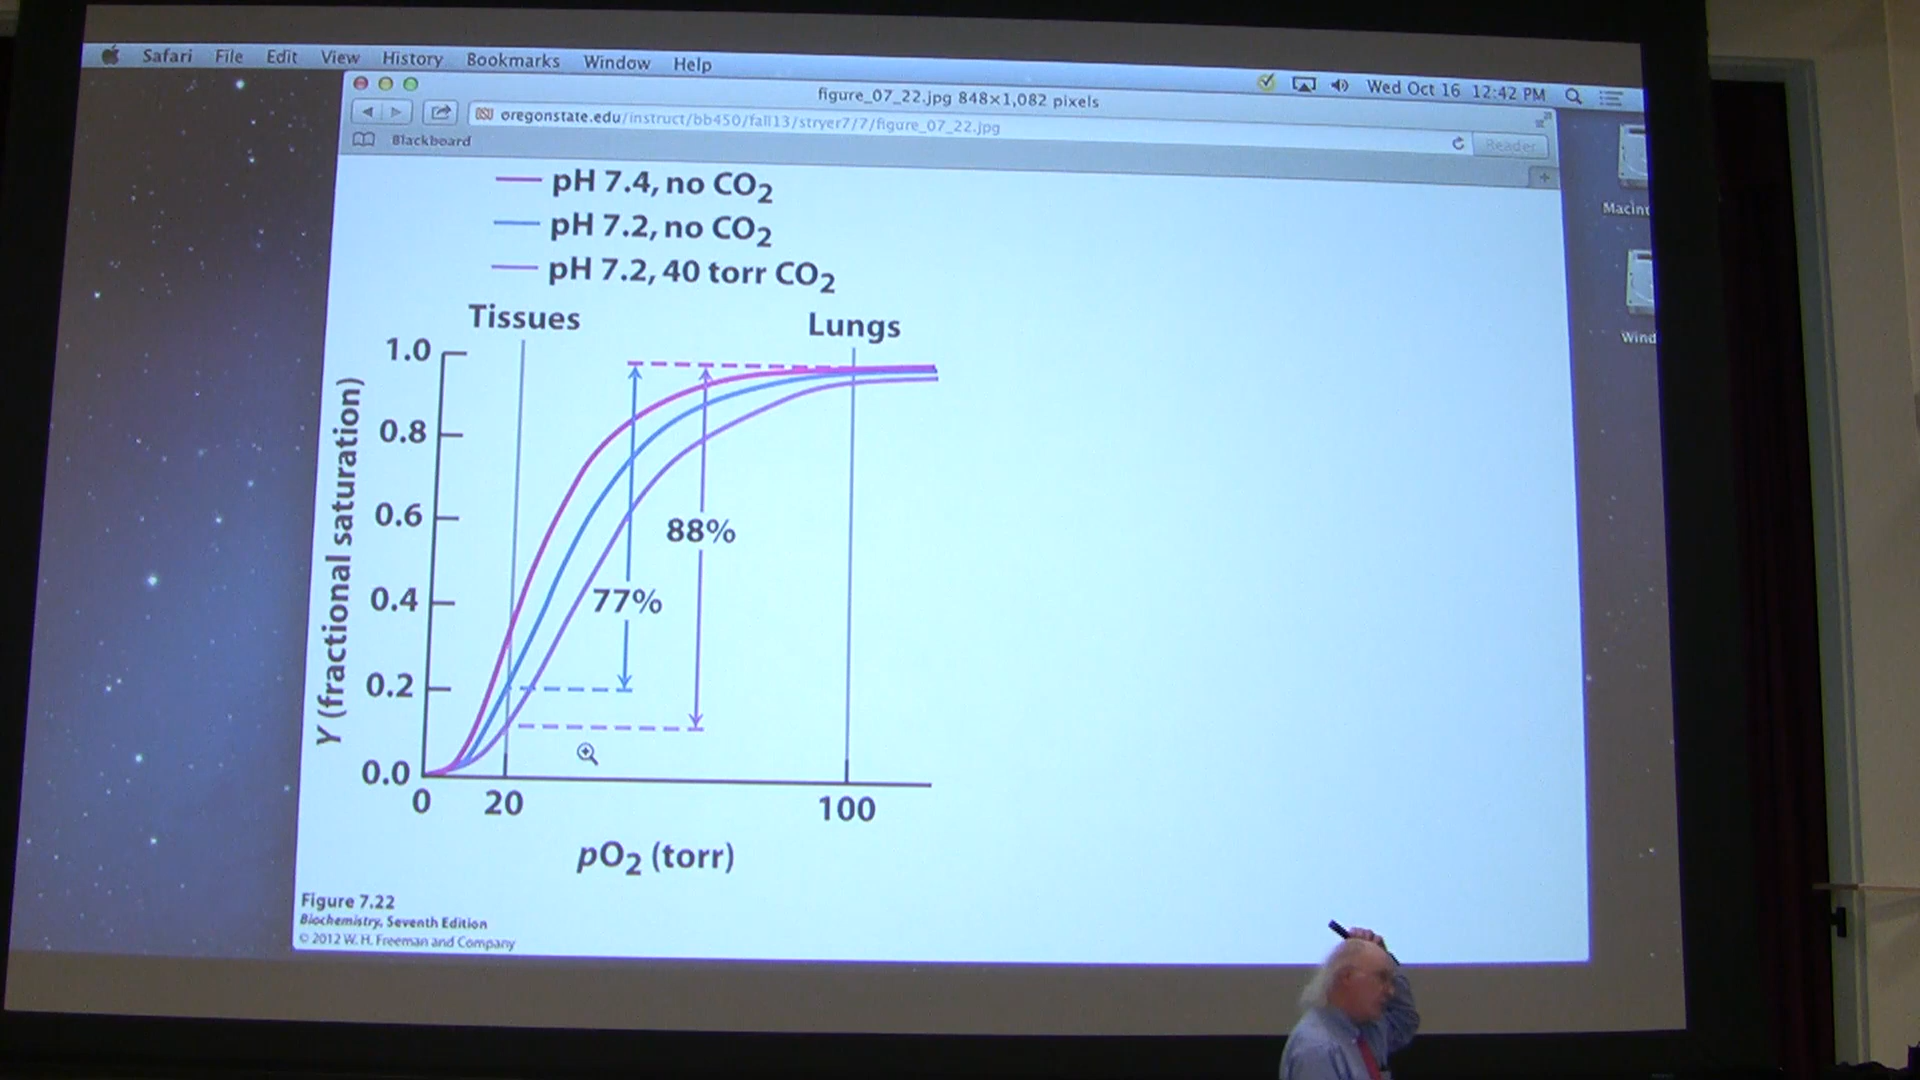 Safari File Edit View History Bookmarks Window Help
Wed Oct 16 12:42 PM
figure_07_22.jpg 848×1,082 pixels
oregonstate.edu/instruct/bb450/fall13/stryer7/7/figure_07_22.jpg
Reader
Blackboard
pH 7.4, no CO2
pH 7.2, no CO2
pH 7.2, 40 torr CO2
Tissues
Lungs
1.0
0.8
0.6
0.4
0.2
0.0
Y (fractional saturation)
88%
77%
0
20
100
pO2 (torr)
Figure 7.22
Biochemistry, Seventh Edition
© 2012 W. H. Freeman and Company
Macint
Wind